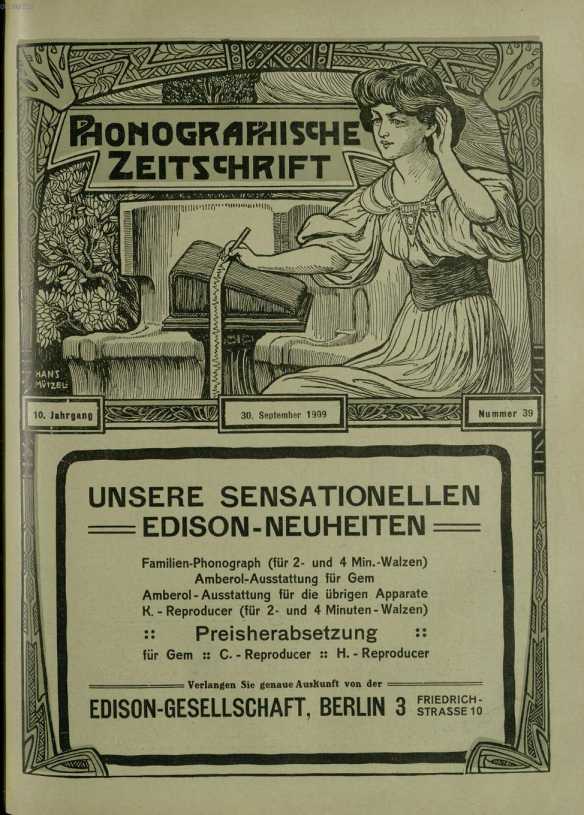 PHONOGRAPHISCHE
ZEITSCHRIFT
HANS
MÜTZEL:
10. Jahrgang
30. September 1909
Nummer 39
UNSERE SENSATIONELLEN
EDISON-NEUHEITEN
Familien-Phonograph (für 2- und 4 Min.-Walzen)
Amberol-Ausstattung für Gem
Amberol-Ausstattung für die übrigen Apparate
K.-Reproducer (für 2- und 4 Minuten-Walzen)
:: Preisherabsetzung ::
für Gem :: C.-Reproducer :: H.-Reproducer
Verlangen Sie genaue Auskunft von der
EDISON-GESELLSCHAFT, BERLIN 3 FRIEDRICH-
STRASSE 10